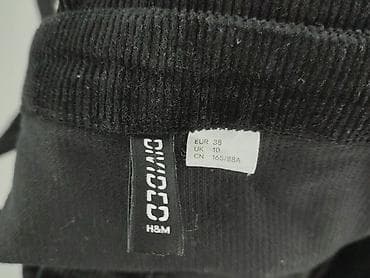 DIVIDED
H&M
EUR 38
UK 10
CN 165/88A